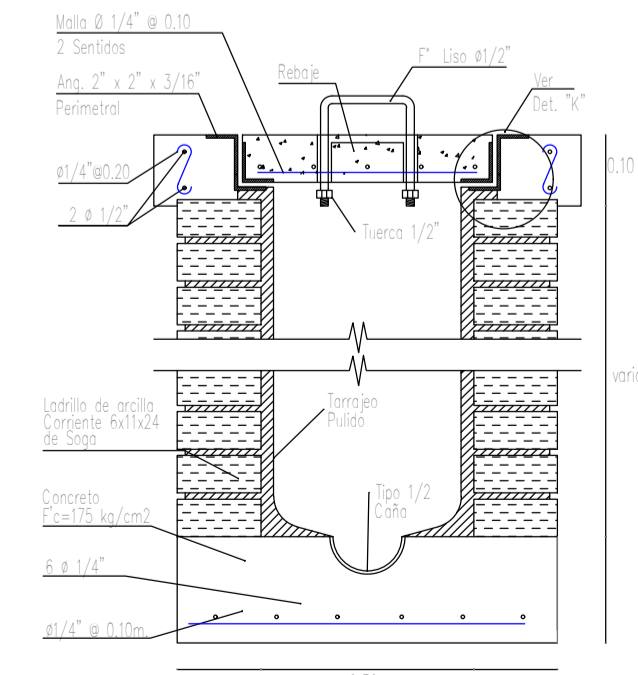 Malla Ø 1/4" @ 0.10
2 Sentidos
Ang. 2" x 2" x 3/16"
Perimetral
Rebaje
F° Liso Ø1/2"
Ver
Det. "K"
ø1/4"@0.20
2 ø 1/2"
0.10
Tuerca 1/2"
Ladrillo de arcilla
Corriente 6x11x24
de Soga
Tarrajeo
Pulido
Concreto
F'c=175 kg/cm2
Tipo 1/2
Caña
6 ø 1/4"
ø1/4" @ 0.10m.